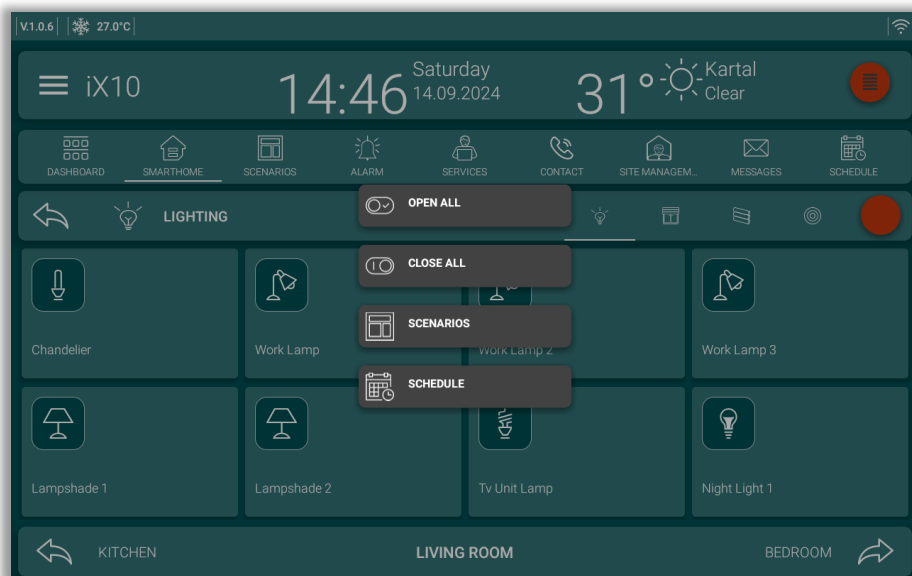 V.1.0.6 27.0°C
iX10
14:46
Saturday
14.09.2024
31°
Kartal
Clear
DASHBOARD
SMARTHOME
SCENARIOS
ALARM
SERVICES
CONTACT
SITE MANAGEM...
MESSAGES
SCHEDULE
LIGHTING
OPEN ALL
CLOSE ALL
SCENARIOS
SCHEDULE
Chandelier
Work Lamp
Work Lamp 2
Work Lamp 3
Lampshade 1
Lampshade 2
Tv Unit Lamp
Night Light 1
KITCHEN
LIVING ROOM
BEDROOM